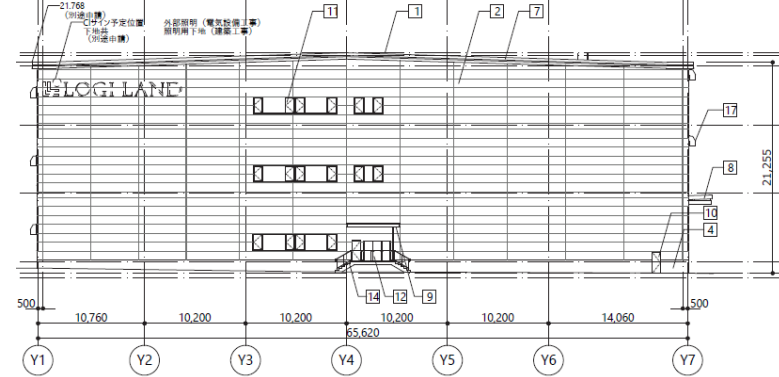 21.768
(別途申請)
CIサイン予定位置
下地共
(別途申請)
外部照明（電気設備工事）
照明用下地（建築工事）
11
1
2
7
LOGI LAND
17
8
10
4
21,255
14
12
9
500
500
10,760
10,200
10,200
10,200
10,200
14,060
65,620
Y1
Y2
Y3
Y4
Y5
Y6
Y7